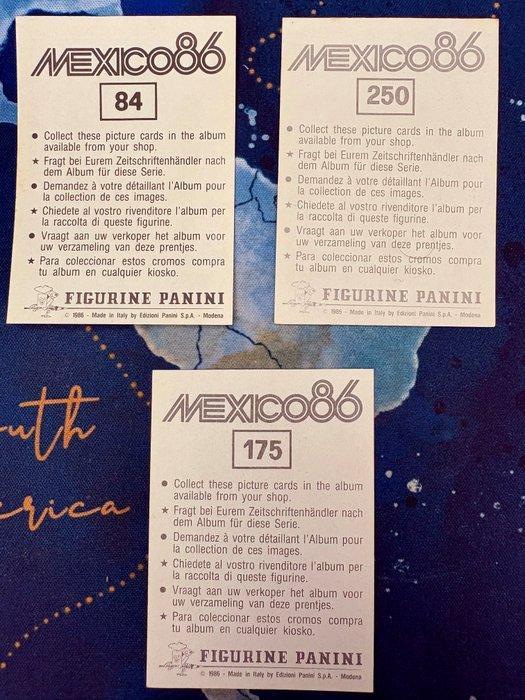 MEXICO86
84
● Collect these picture cards in the album
available from your shop.
★ Fragt bei Eurem Zeitschriftenhändler nach
dem Album für diese Serie.
● Demandez à votre détaillant l'Album pour
la collection de ces images.
★ Chiedete al vostro rivenditore l'album per
la raccolta di queste figurine.
● Vraagt aan uw verkoper het album voor
uw verzameling van deze prentjes.
★ Para coleccionar estos cromos compra
tu album en cualquier kiosko.
FIGURINE PANINI
© 1986 - Made in Italy by Edizioni Panini S.p.A. - Modena
MEXICO86
250
● Collect these picture cards in the album
available from your shop.
★ Fragt bei Eurem Zeitschriftenhändler nach
dem Album für diese Serie.
● Demandez à votre détaillant l'Album pour
la collection de ces images.
★ Chiedete al vostro rivenditore l'album per
la raccolta di queste figurine.
● Vraagt aan uw verkoper het album voor
uw verzameling van deze prentjes.
★ Para coleccionar estos cromos compra
tu album en cualquier kiosko.
FIGURINE PANINI
© 1986 - Made in Italy by Edizioni Panini S.p.A. - Modena
MEXICO86
175
● Collect these picture cards in the album
available from your shop.
★ Fragt bei Eurem Zeitschriftenhändler nach
dem Album für diese Serie.
● Demandez à votre détaillant l'Album pour
la collection de ces images.
★ Chiedete al vostro rivenditore l'album per
la raccolta di queste figurine.
● Vraagt aan uw verkoper het album voor
uw verzameling van deze prentjes.
★ Para coleccionar estos cromos compra
tu album en cualquier kiosko.
FIGURINE PANINI
© 1986 - Made in Italy by Edizioni Panini S.p.A. - Modena
uth
erica